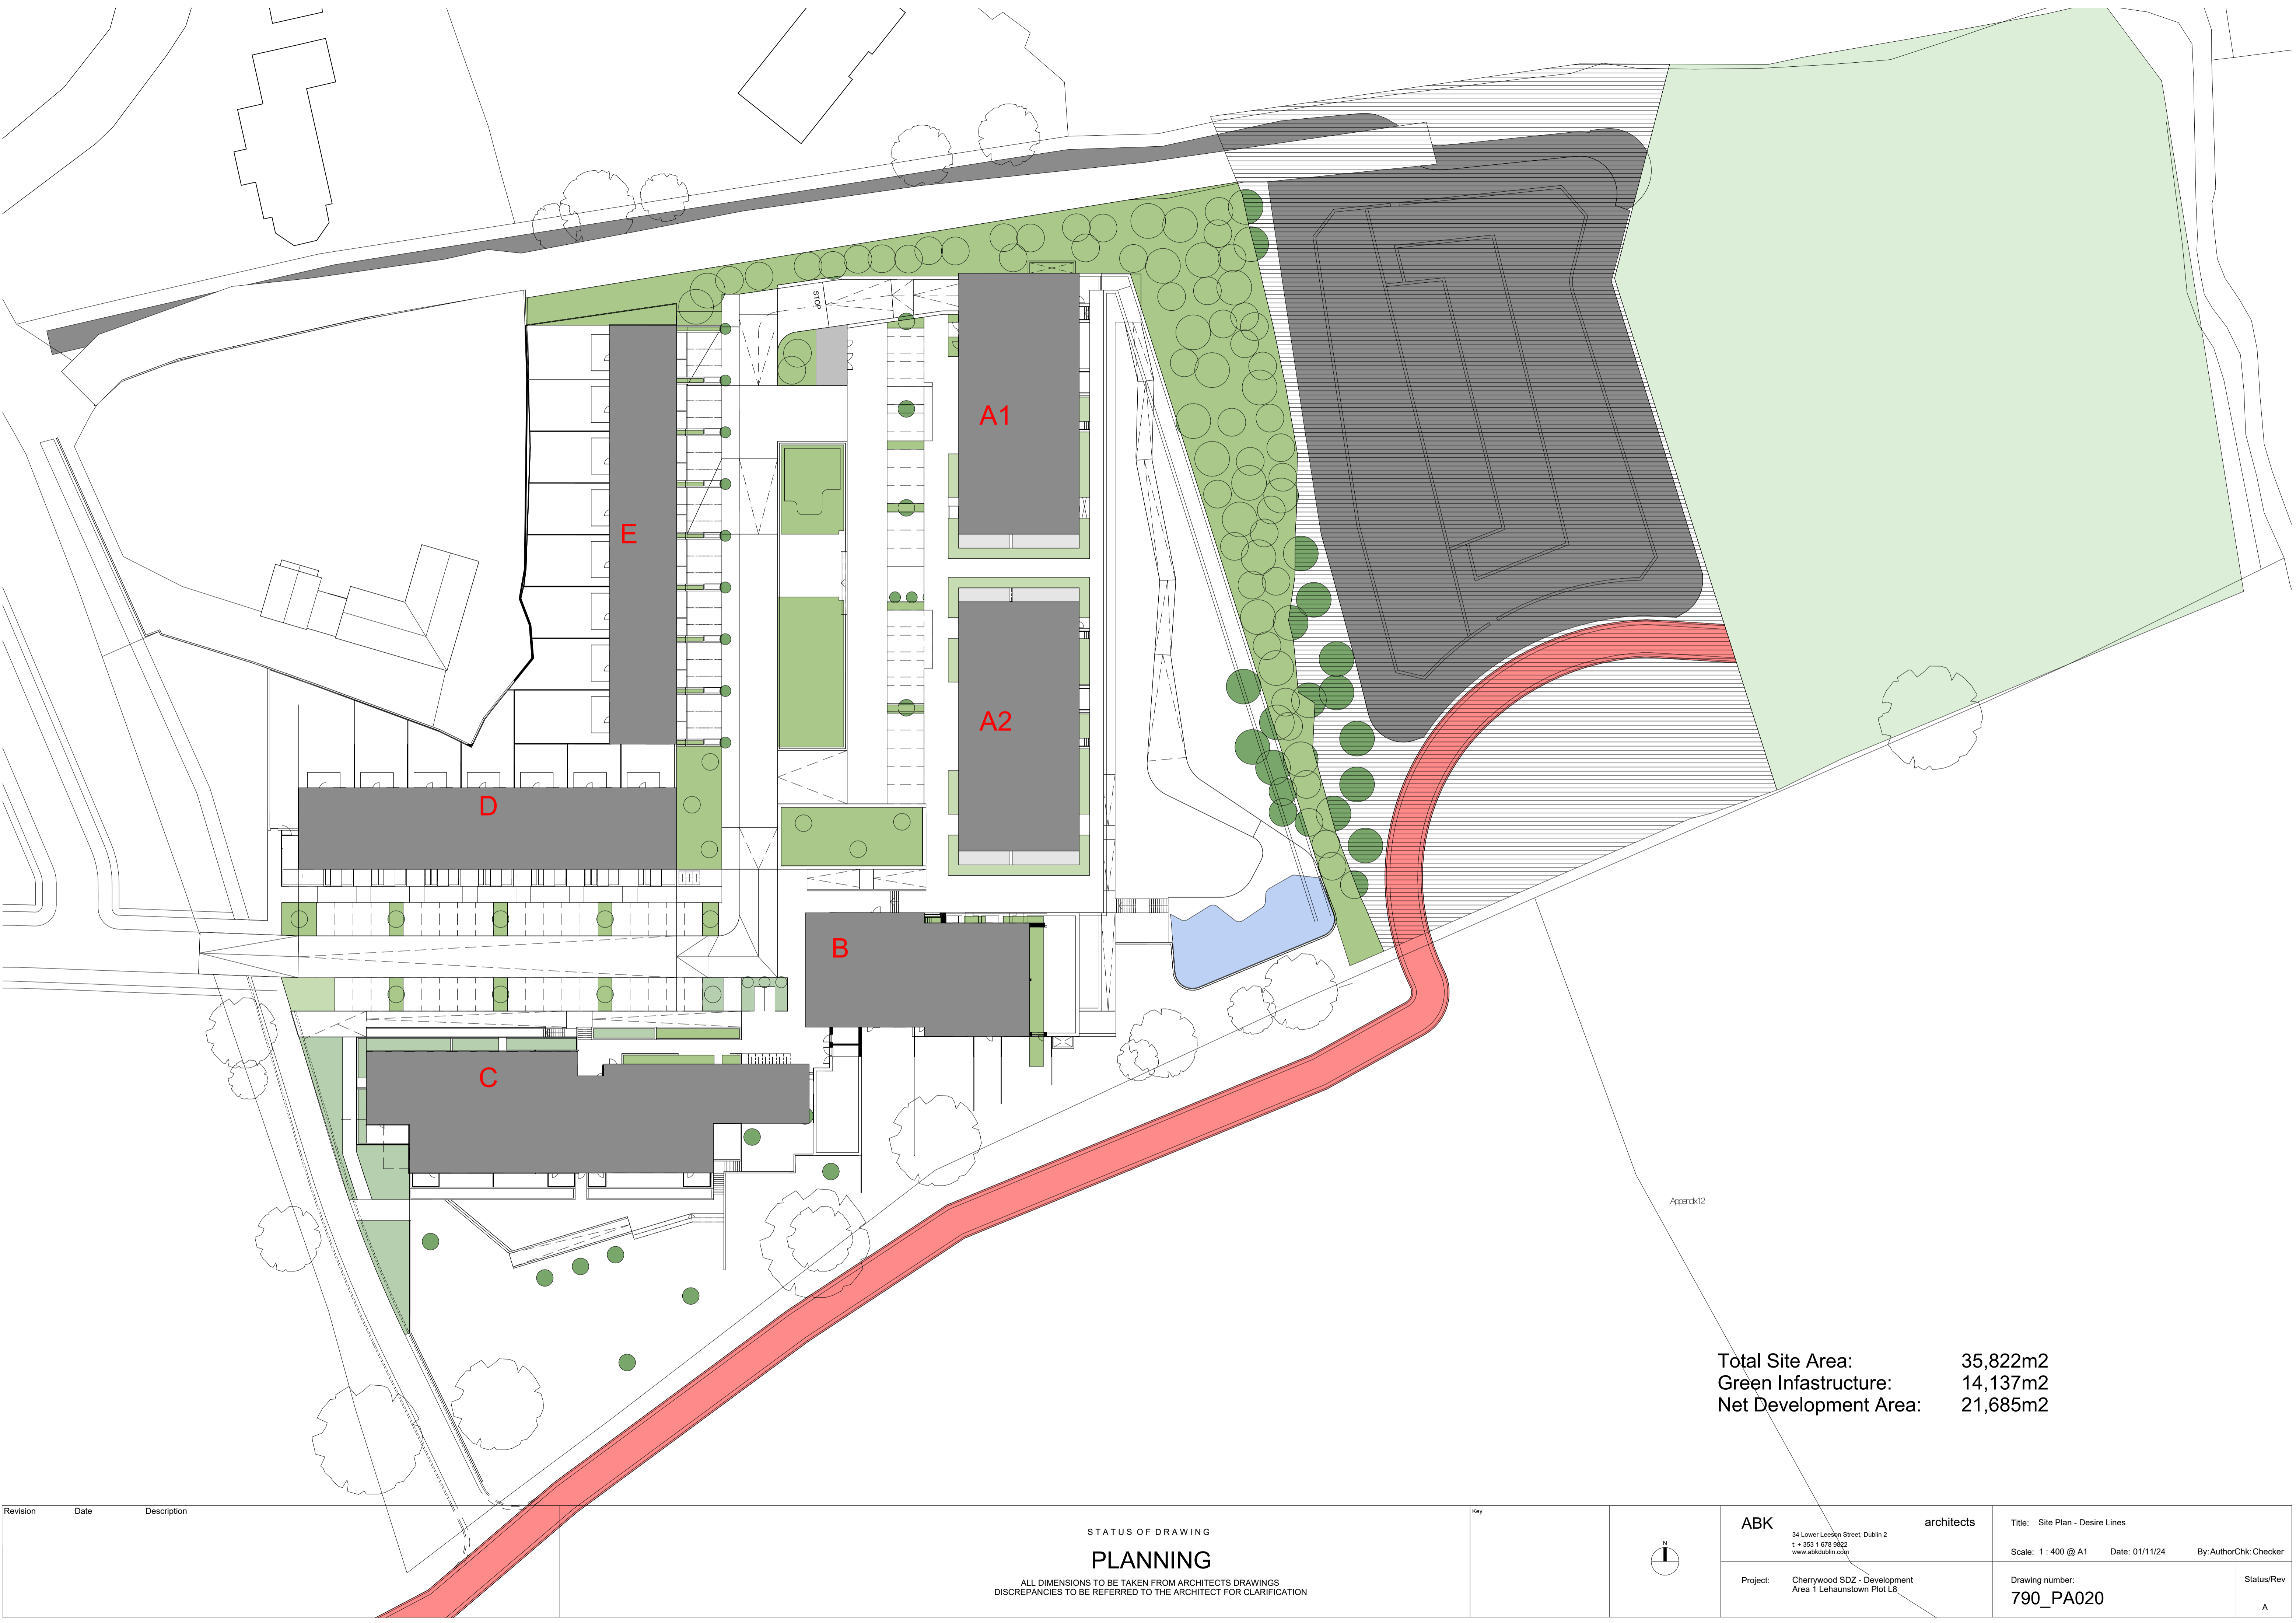 STOP
A1
E
A2
D
B
C
Appendix12
Total Site Area: 35,822m2
Green Infastructure: 14,137m2
Net Development Area: 21,685m2
Revision Date Description
STATUS OF DRAWING
PLANNING
ALL DIMENSIONS TO BE TAKEN FROM ARCHITECTS DRAWINGS
DISCREPANCIES TO BE REFERRED TO THE ARCHITECT FOR CLARIFICATION
Key
N
ABK architects
34 Lower Leeson Street, Dublin 2
t: + 353 1 678 9822
www.abkdublin.com
Project: Cherrywood SDZ - Development
Area 1 Lehaunstown Plot L8
Title: Site Plan - Desire Lines
Scale: 1 : 400 @ A1 Date: 01/11/24 By: Author Chk: Checker
Drawing number:
790_PA020
Status/Rev
A